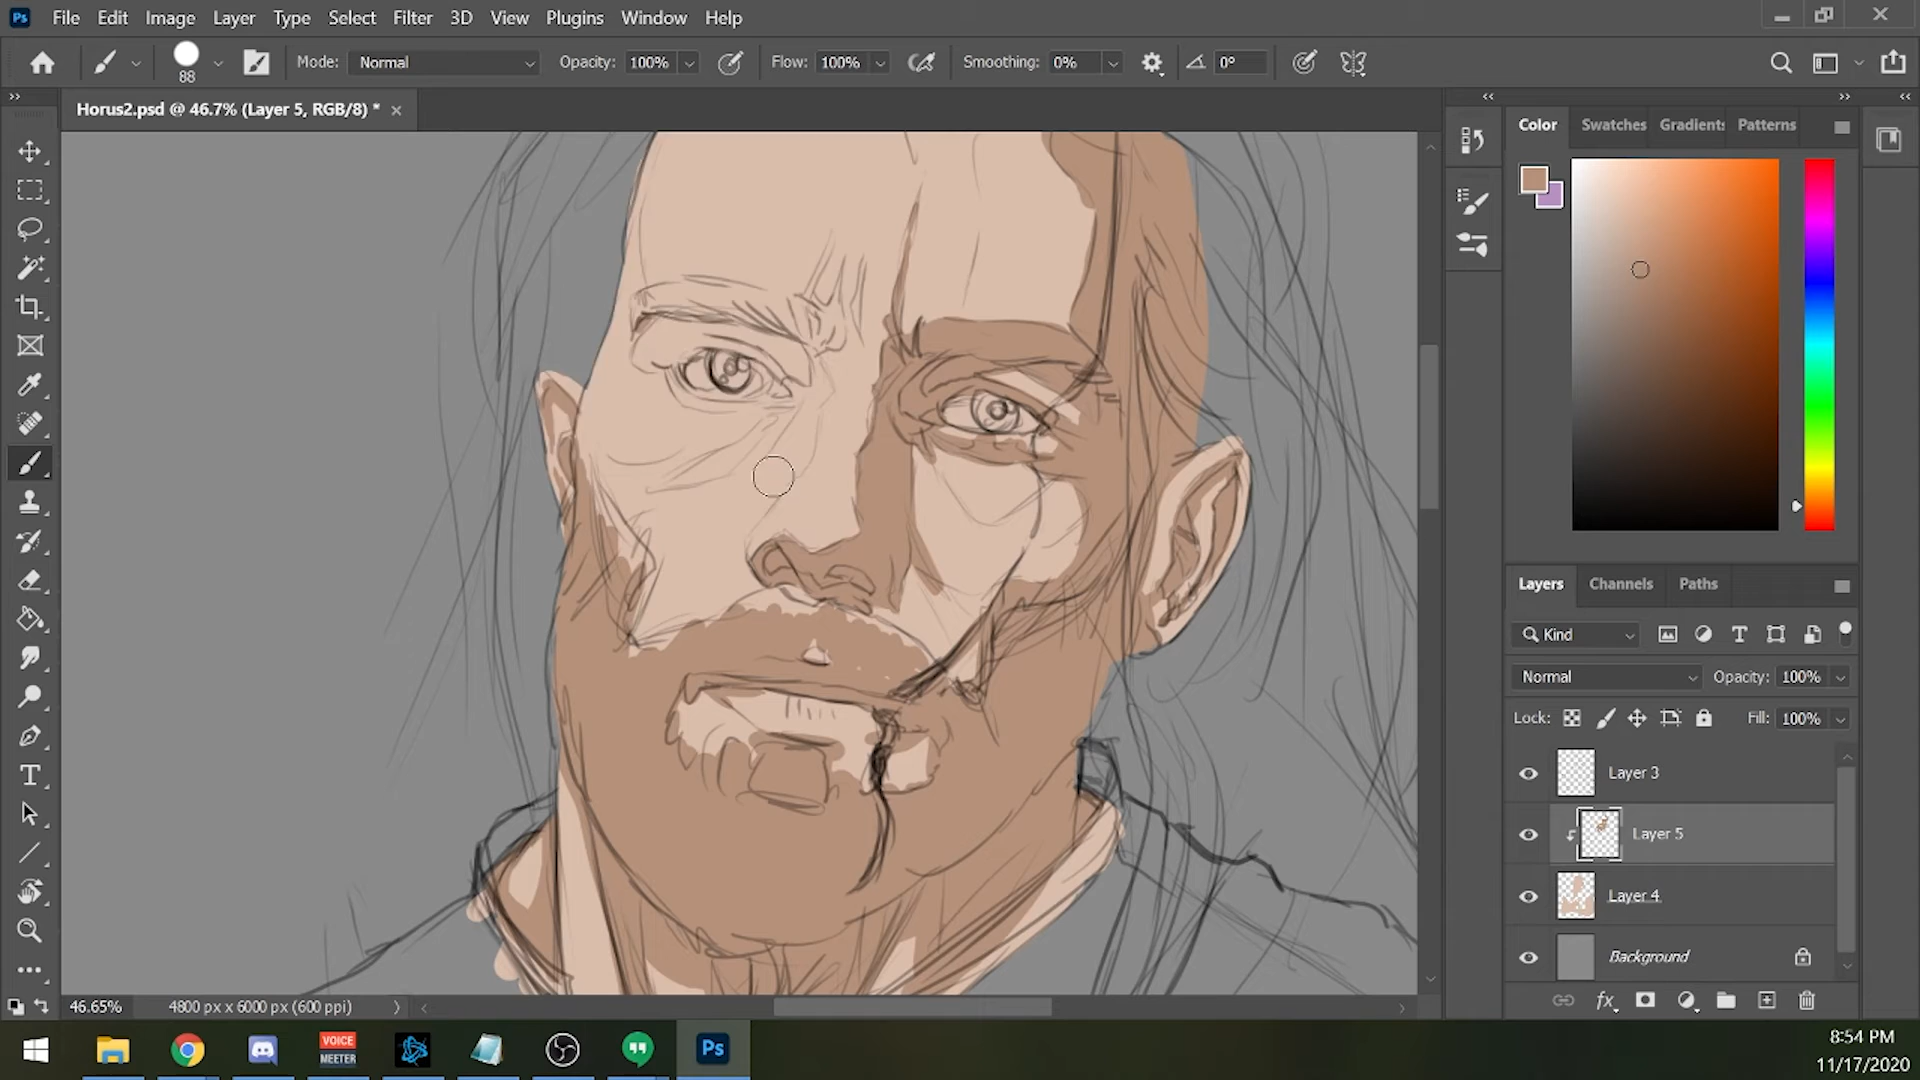 Ps File Edit Image Layer Type Select Filter 3D View Plugins Window Help
88 Mode: Normal Opacity: 100% Flow: 100% Smoothing: 0% 0°
Horus2.psd @ 46.7% (Layer 5, RGB/8) *
Color Swatches Gradients Patterns
Layers Channels Paths
Kind
Normal Opacity: 100%
Lock: Fill: 100%
Layer 3
Layer 5
Layer 4
Background
fx
46.65% 4800 px x 6000 px (600 ppi)
VOICE
MEETER
Ps
8:54 PM
11/17/2020